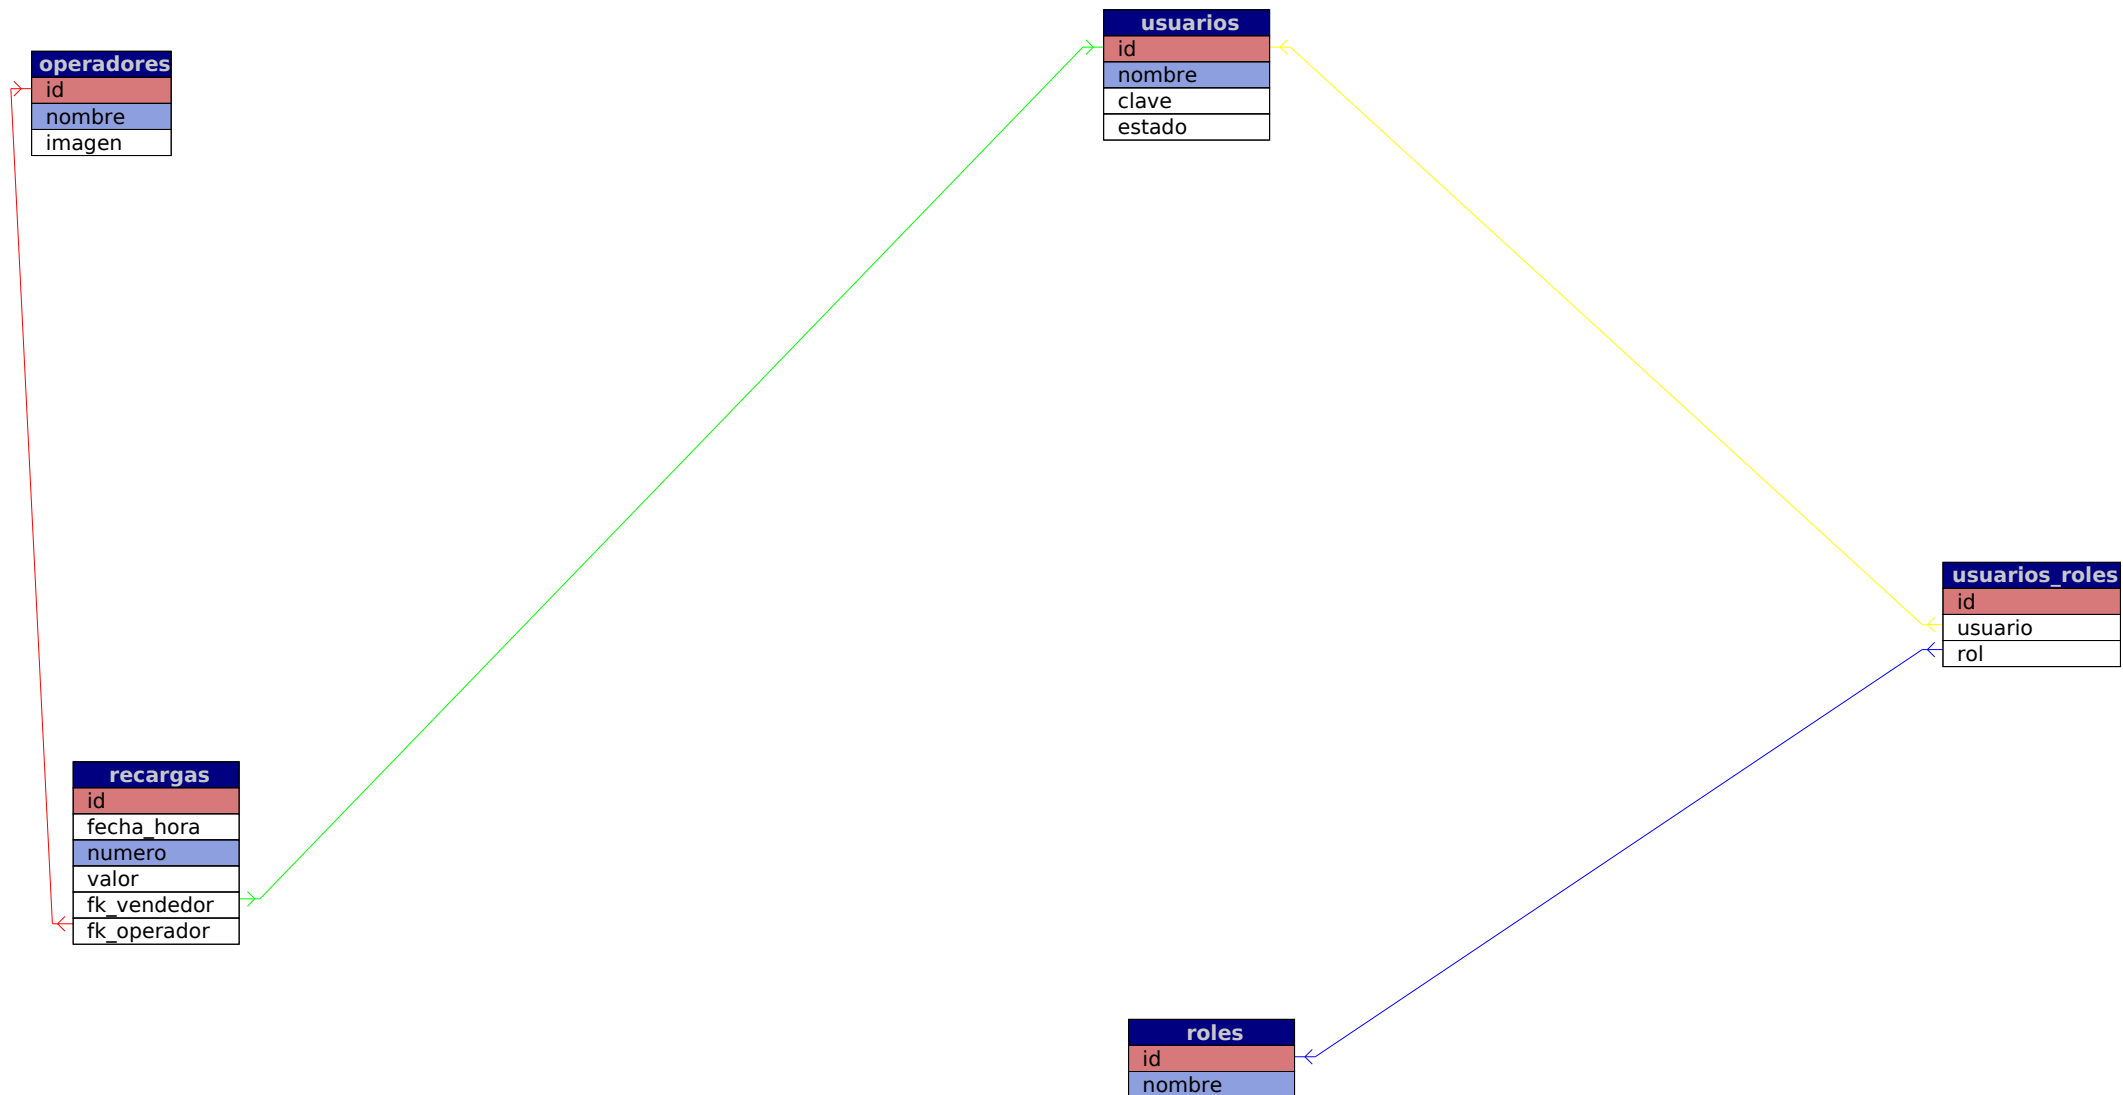 operadores
id
nombre
imagen
usuarios
id
nombre
clave
estado
usuarios_roles
id
usuario
rol
recargas
id
fecha_hora
numero
valor
fk_vendedor
fk_operador
roles
id
nombre